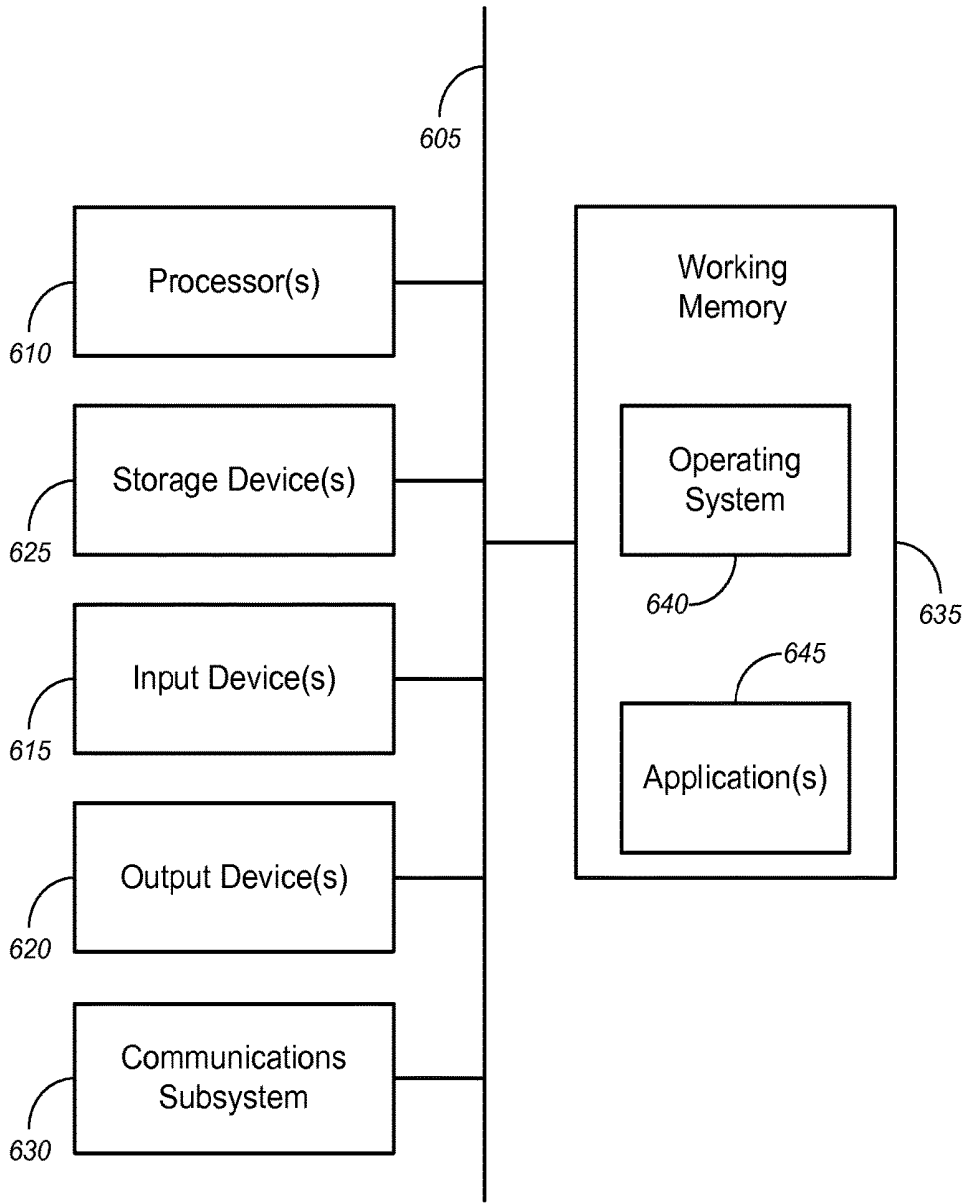 605
Processor(s)
610
Storage Device(s)
625
Input Device(s)
615
Output Device(s)
620
Communications
Subsystem
630
Working
Memory
Operating
System
640
635
645
Application(s)